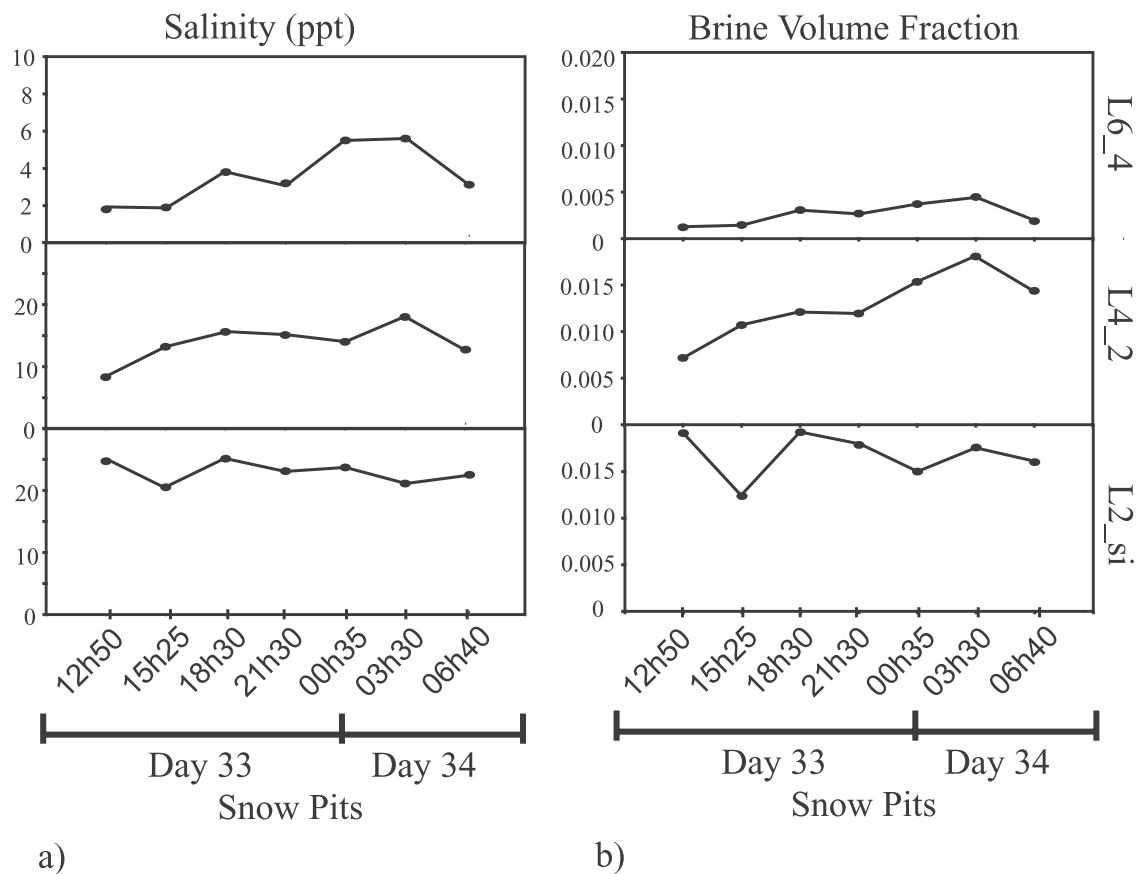 Salinity (ppt)
10
8
6
4
2
0
20
10
0
20
10
0
12h50
15h25
18h30
21h30
00h35
03h30
06h40
Day 33
Day 34
Snow Pits
a)
Brine Volume Fraction
0.020
0.015
0.010
0.005
0
0.015
0.010
0.005
0
0.015
0.010
0.005
0
L6_4
L4_2
L2_si
12h50
15h25
18h30
21h30
00h35
03h30
06h40
Day 33
Day 34
Snow Pits
b)